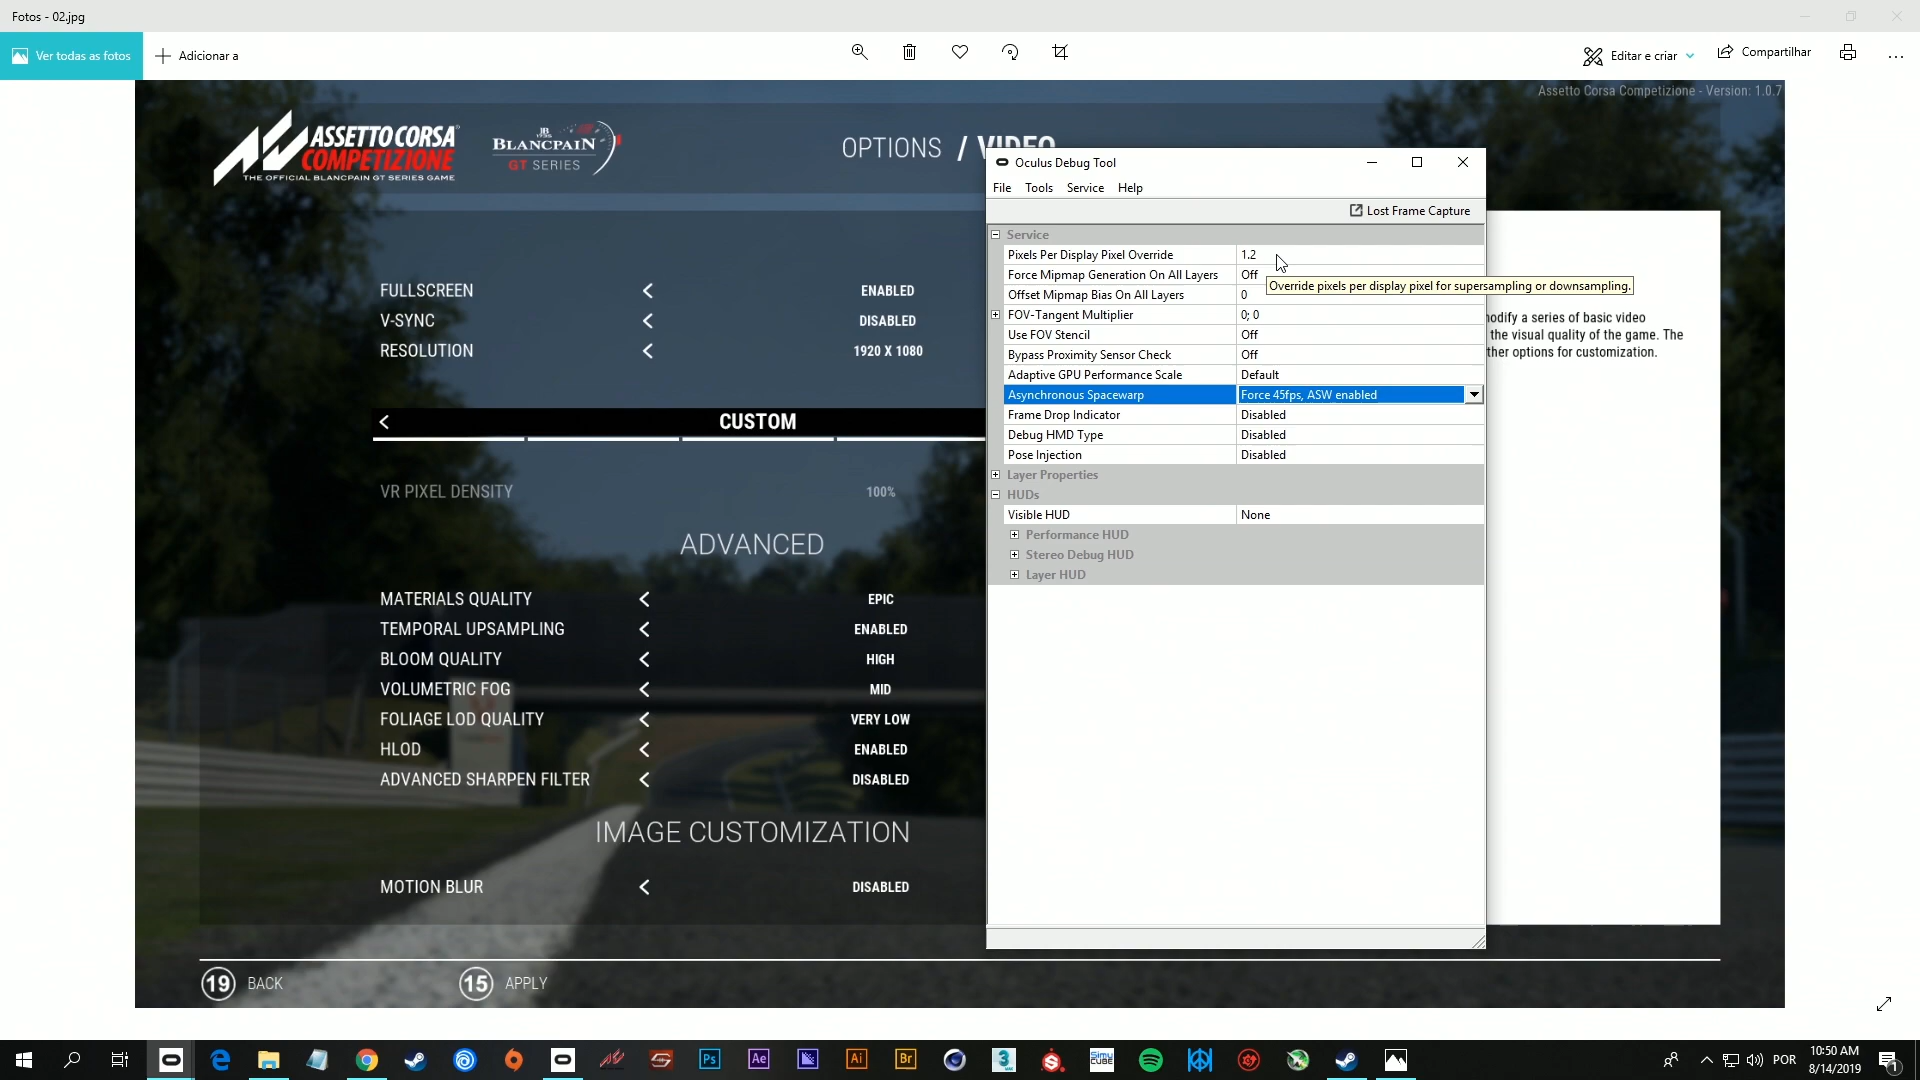 Fotos - 02.jpg
Ver todas as fotos
Adicionar a
Editar e criar
Compartilhar
Assetto Corsa Competizione - Version: 1.0.7
ASSETTO CORSA
COMPETIZIONE
THE OFFICIAL BLANCPAIN GT SERIES GAME
JB
1735
BLANCPAIN
GT SERIES
OPTIONS / VIDEO
FULLSCREEN ENABLED
V-SYNC DISABLED
RESOLUTION 1920 X 1080
CUSTOM
VR PIXEL DENSITY 100%
ADVANCED
MATERIALS QUALITY EPIC
TEMPORAL UPSAMPLING ENABLED
BLOOM QUALITY HIGH
VOLUMETRIC FOG MID
FOLIAGE LOD QUALITY VERY LOW
HLOD ENABLED
ADVANCED SHARPEN FILTER DISABLED
IMAGE CUSTOMIZATION
MOTION BLUR DISABLED
19 BACK
15 APPLY
Oculus Debug Tool
File Tools Service Help
Lost Frame Capture
Service
Pixels Per Display Pixel Override 1.2
Force Mipmap Generation On All Layers Off
Override pixels per display pixel for supersampling or downsampling.
Offset Mipmap Bias On All Layers 0
FOV-Tangent Multiplier 0; 0
Use FOV Stencil Off
Bypass Proximity Sensor Check Off
Adaptive GPU Performance Scale Default
Asynchronous Spacewarp Force 45fps, ASW enabled
Frame Drop Indicator Disabled
Debug HMD Type Disabled
Pose Injection Disabled
Layer Properties
HUDs
Visible HUD None
Performance HUD
Stereo Debug HUD
Layer HUD
odify a series of basic video
the visual quality of the game. The
ther options for customization.
Ps
Ae
Ai
Br
3
SIMU
CUBE
POR
10:50 AM
8/14/2019
1